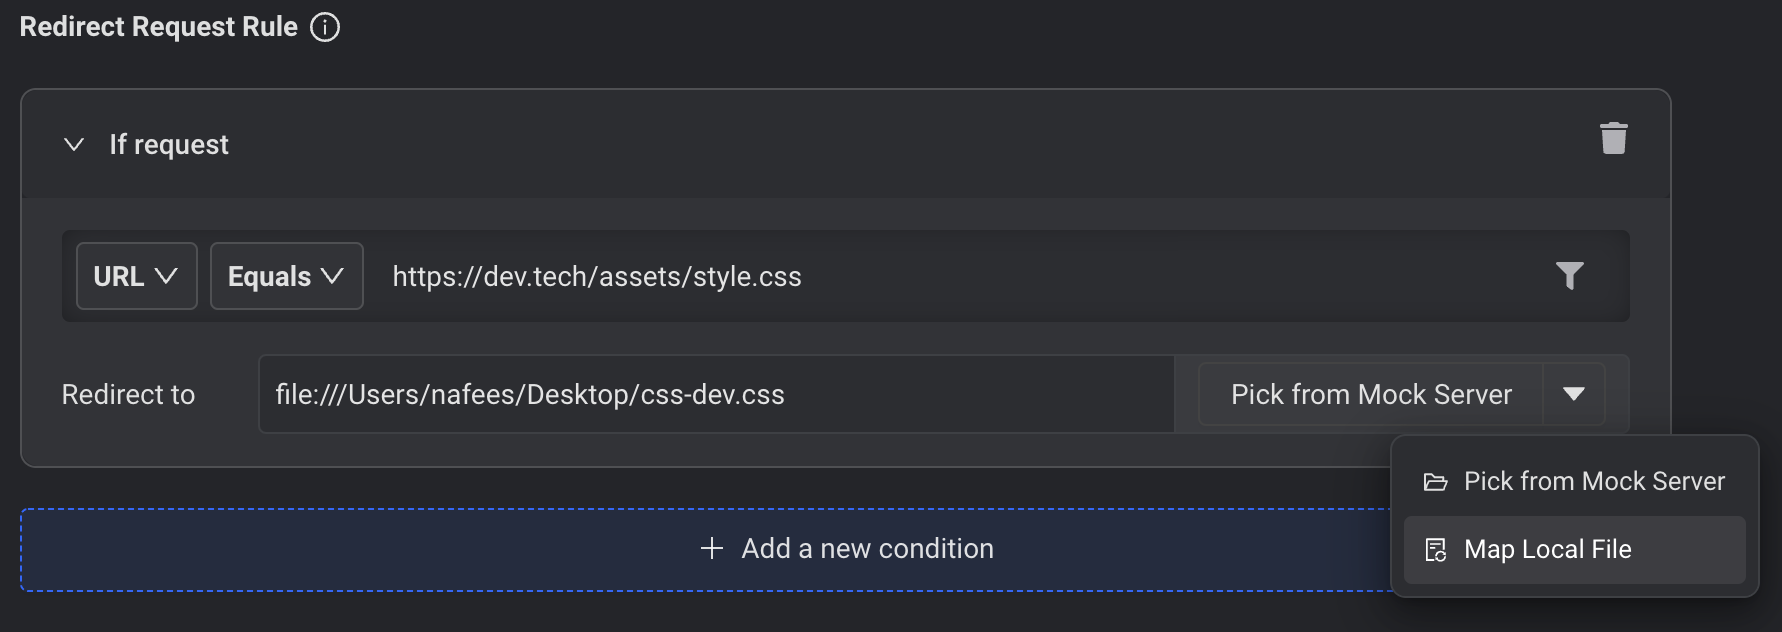 Redirect Request Rule
If request
URL Equals https://dev.tech/assets/style.css
Redirect to file:///Users/nafees/Desktop/css-dev.css Pick from Mock Server
Pick from Mock Server
Add a new condition
Map Local File